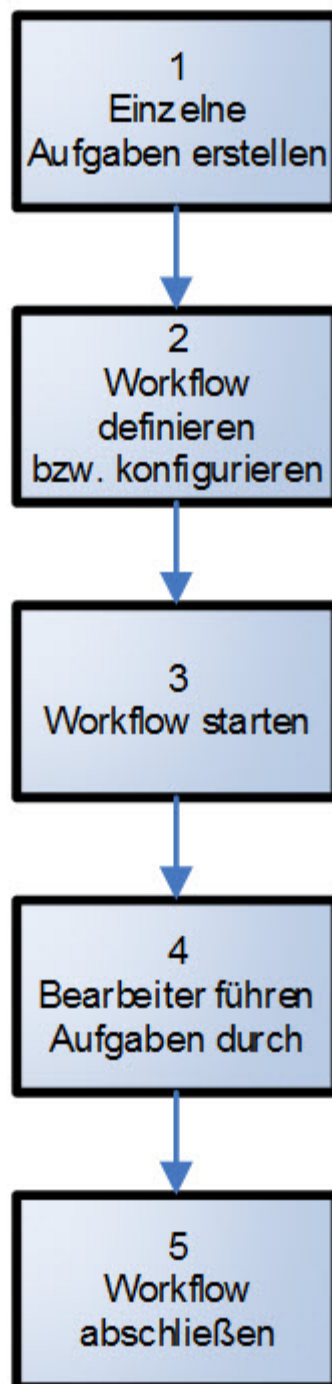 1
Einzelne
Aufgaben erstellen
2
Workflow
definieren
bzw. konfigurieren
3
Workflow starten
4
Bearbeiter führen
Aufgaben durch
5
Workflow
abschließen